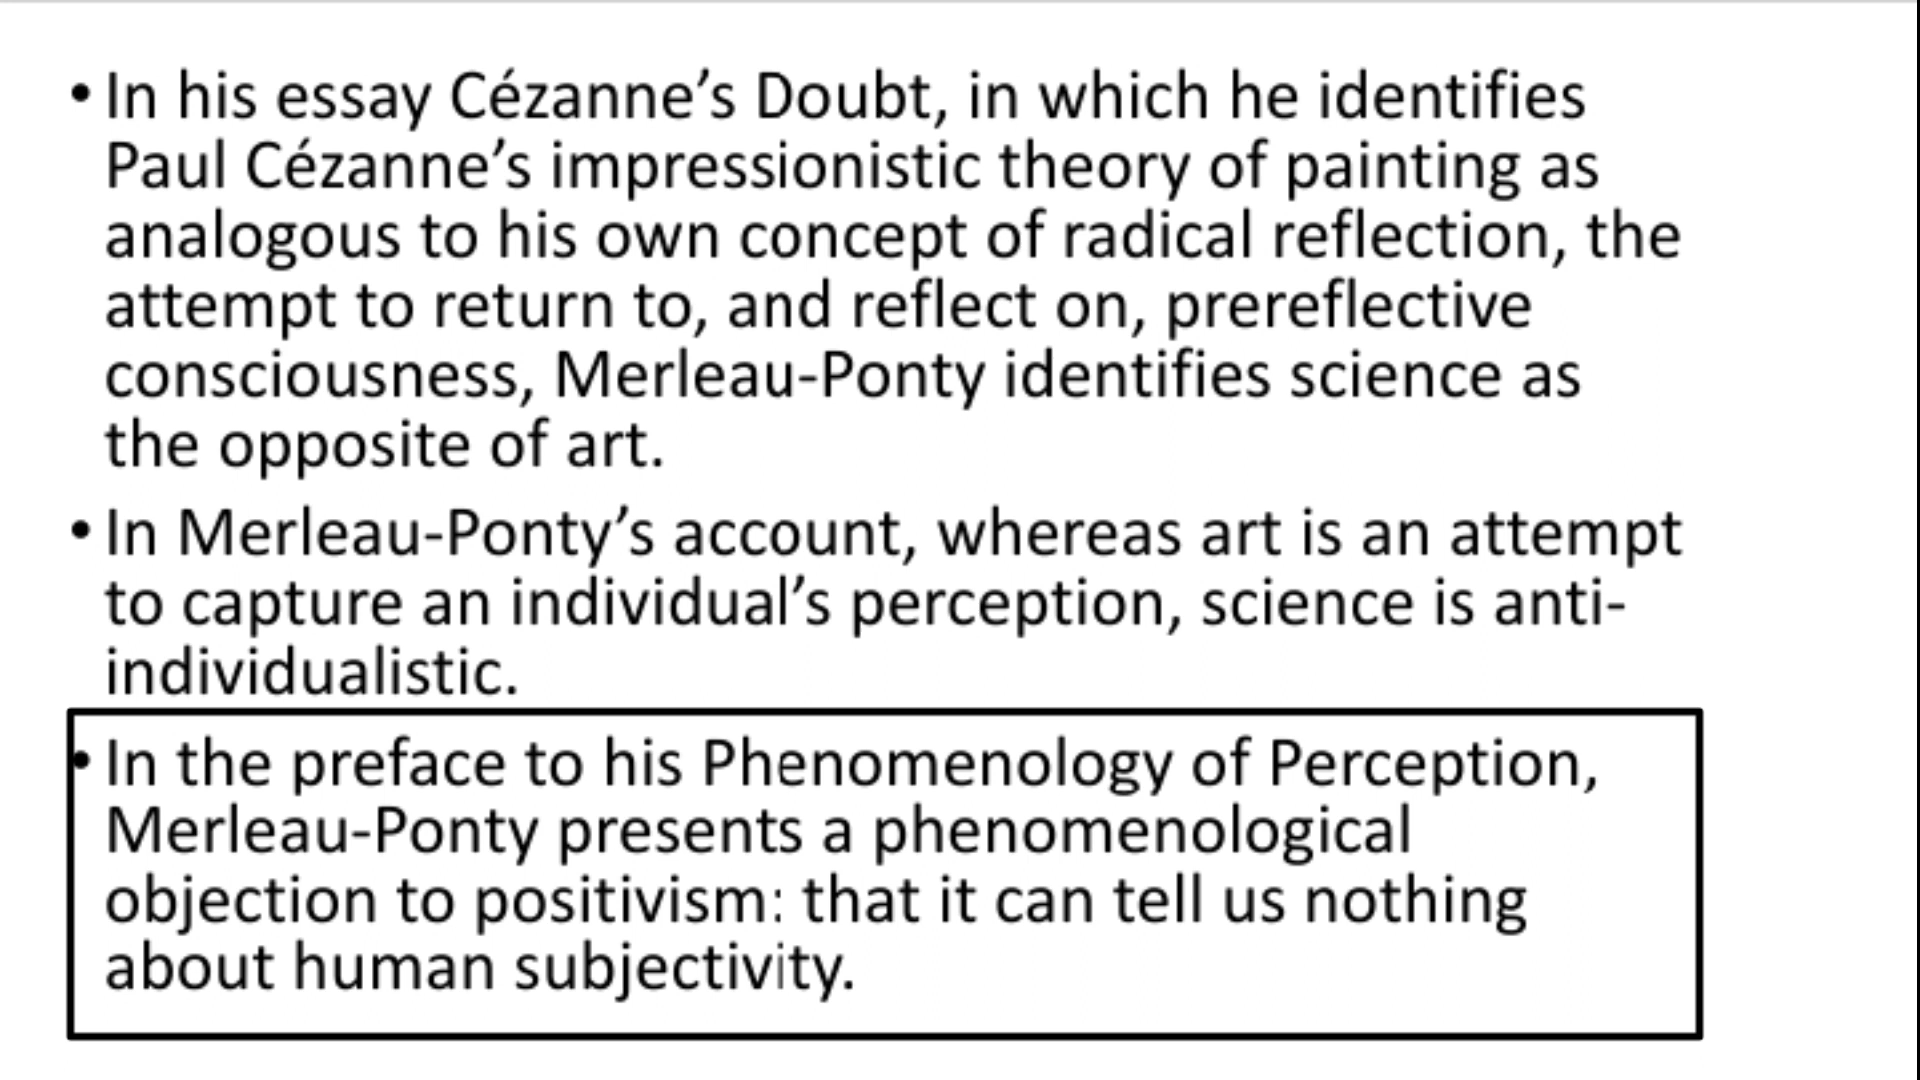 • In his essay Cézanne’s Doubt, in which he identifies
Paul Cézanne’s impressionistic theory of painting as
analogous to his own concept of radical reflection, the
attempt to return to, and reflect on, prereflective
consciousness, Merleau-Ponty identifies science as
the opposite of art.
• In Merleau-Ponty’s account, whereas art is an attempt
to capture an individual’s perception, science is anti-
individualistic.
• In the preface to his Phenomenology of Perception,
Merleau-Ponty presents a phenomenological
objection to positivism: that it can tell us nothing
about human subjectivity.